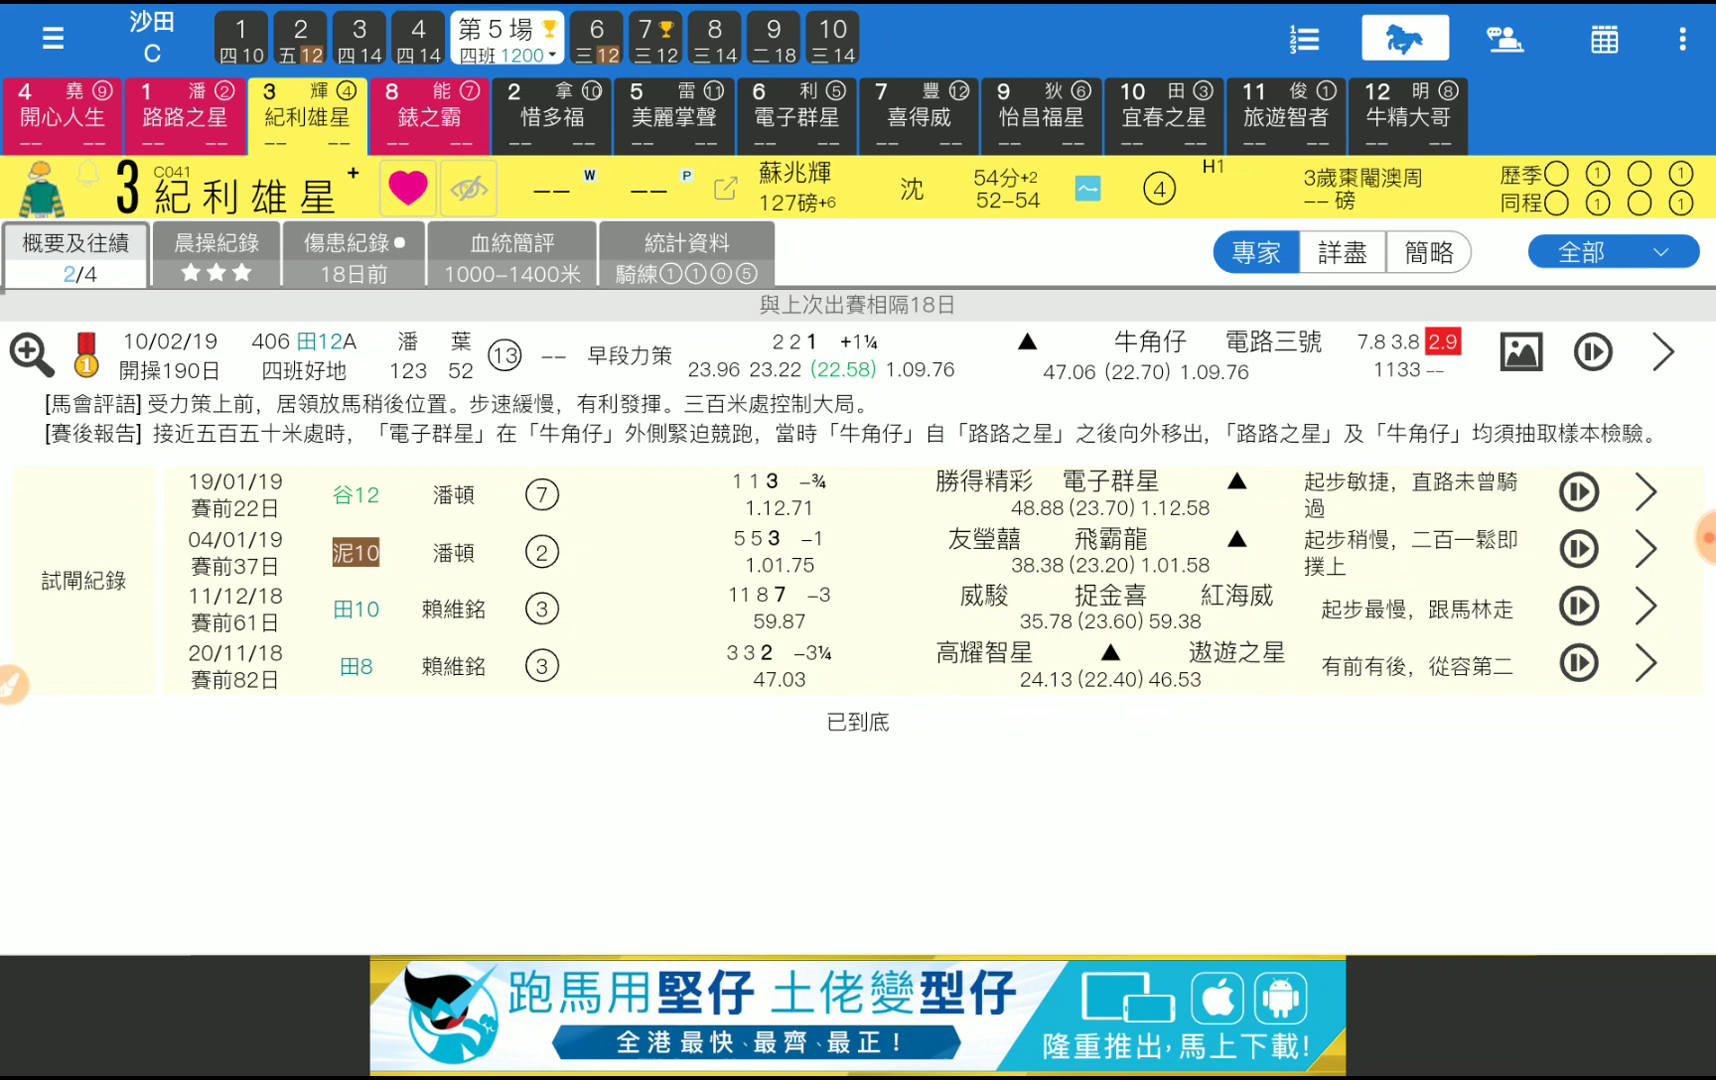 沙田
C
1
四10
2
五12
3
四14
4
四14
第5場
四班 1200
6
三12
7
三12
8
三14
9
二18
10
三14
4 堯⑨
開心人生
-- --
1 潘②
路路之星
-- --
3 輝④
紀利雄星
-- --
8 能⑦
錶之霸
-- --
2 拿⑩
惜多福
-- --
5 雷⑪
美麗掌聲
-- --
6 利⑤
電子群星
-- --
7 豐⑫
喜得威
-- --
9 狄⑥
怡昌福星
-- --
10 田③
宜春之星
-- --
11 俊①
旅遊智者
-- --
12 明⑧
牛精大哥
-- --
3
C041
紀利雄星 +
-- W
-- P
蘇兆輝
127磅+6
沈
54分+2
52-54
④
H1
3歲棗閹澳周
-- 磅
歷季○ ① ○ ①
同程○ ① ○ ①
概要及往績
2/4
晨操紀錄
★★★
傷患紀錄●
18日前
血統簡評
1000-1400米
統計資料
騎練①①⓪⑤
專家 詳盡 簡略
全部
與上次出賽相隔18日
1
10/02/19 406 田12A 潘 葉 ⑬ -- 早段力策 2 2 1 +1¼ ▲ 牛角仔 電路三號 7.8 3.8 2.9
開操190日 四班好地 123 52 23.96 23.22 (22.58) 1.09.76 47.06 (22.70) 1.09.76 1133 --
[馬會評語] 受力策上前，居領放馬稍後位置。步速緩慢，有利發揮。三百米處控制大局。
[賽後報告] 接近五百五十米處時，「電子群星」在「牛角仔」外側緊迫競跑，當時「牛角仔」自「路路之星」之後向外移出，「路路之星」及「牛角仔」均須抽取樣本檢驗。
試閘紀錄
19/01/19 谷12 潘頓 ⑦ 1 1 3 -¾ 勝得精彩 電子群星 ▲ 起步敏捷，直路未曾騎過
賽前22日 1.12.71 48.88 (23.70) 1.12.58
04/01/19 泥10 潘頓 ② 5 5 3 -1 友瑩囍 飛霸龍 ▲ 起步稍慢，二百一鬆即撲上
賽前37日 1.01.75 38.38 (23.20) 1.01.58
11/12/18 田10 賴維銘 ③ 11 8 7 -3 威駿 捉金喜 紅海威 起步最慢，跟馬林走
賽前61日 59.87 35.78 (23.60) 59.38
20/11/18 田8 賴維銘 ③ 3 3 2 -3¼ 高耀智星 ▲ 遨遊之星 有前有後，從容第二
賽前82日 47.03 24.13 (22.40) 46.53
已到底
跑馬用堅仔 土佬變型仔
全港最快、最齊、最正！
隆重推出，馬上下載！